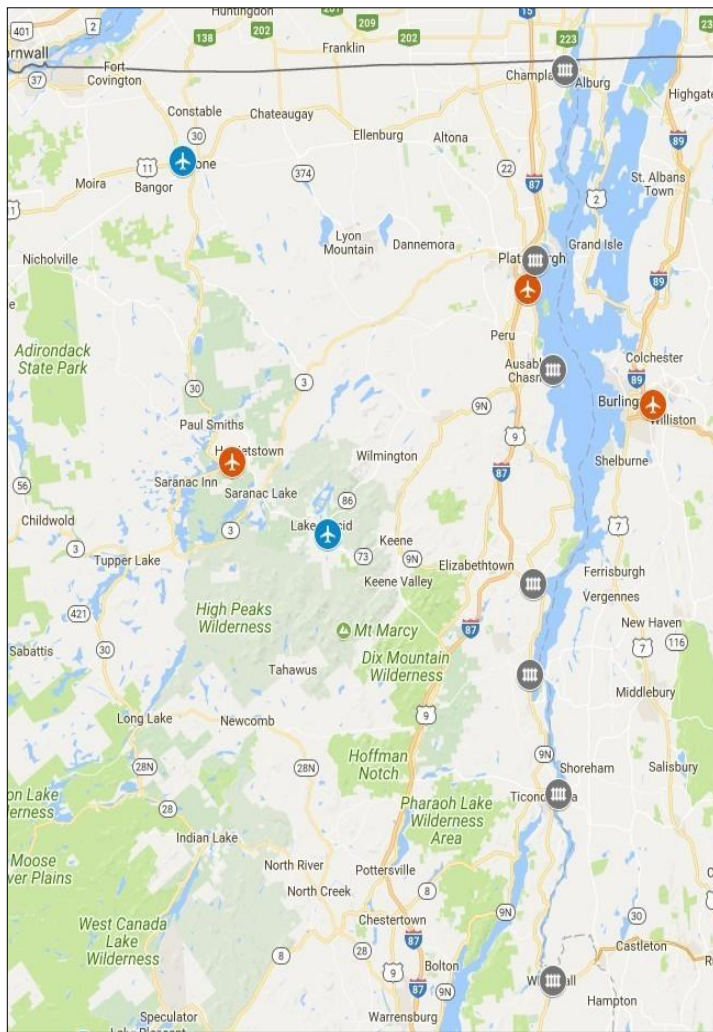 401
2
Huntingdon
138
202
201
209
202
15
223
Cornwall
Franklin
37
Fort
Covington
Champlain
Alburg
Highgate
Constable
Chateaugay
30
Ellenburg
Altona
89
11
Moira
Bangor
374
22
87
St. Albans
Town
2
11
Lyon
Mountain
Dannemora
Grand Isle
Nicholville
Plattsburgh
89
Peru
Adirondack
State Park
Ausable
Chasm
Colchester
30
3
9N
89
Burlington
Williston
Paul Smiths
9
Harrietstown
Wilmington
87
Shelburne
56
Saranac Inn
Saranac Lake
86
Childwold
3
Lake Placid
7
3
Keene
73
9N
Tupper Lake
Elizabethtown
Ferrisburgh
Keene Valley
Vergennes
421
High Peaks
Wilderness
Mt Marcy
87
New Haven
116
30
Sabattis
Dix Mountain
Wilderness
7
Tahawus
Middlebury
Long Lake
Newcomb
9
Hoffman
Notch
9N
28N
28N
Shoreham
Salisbury
28
Pharaoh Lake
Wilderness
Area
Ticonderoga
Indian Lake
North River
Pottersville
North Creek
8
9N
West Canada
Lake
Wilderness
Chestertown
30
8
28
87
Castleton
9
Bolton
87
9N
Whitehall
Hampton
Speculator
Warrensburg